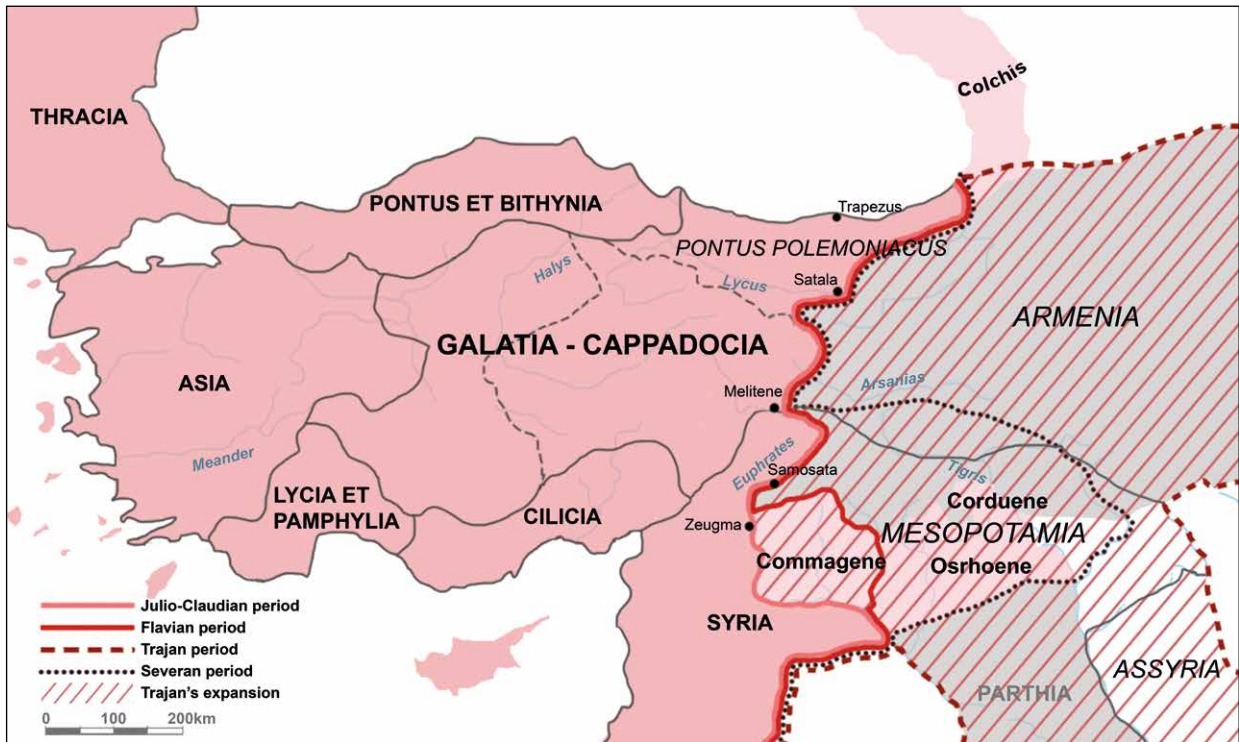 Colchis
THRACIA
PONTUS ET BITHYNIA
Trapezus
PONTUS POLEMONIACUS
Halys
Lycus
Satala
ARMENIA
GALATIA - CAPPADOCIA
ASIA
Arsanias
Melitene
Meander
Euphrates
Samosata
Tigris
LYCIA ET
PAMPHYLIA
CILICIA
Zeugma
Corduene
MESOPOTAMIA
Commagene
Osrhoene
SYRIA
ASSYRIA
PARTHIA
Julio-Claudian period
Flavian period
Trajan period
Severan period
Trajan's expansion
0 100 200km